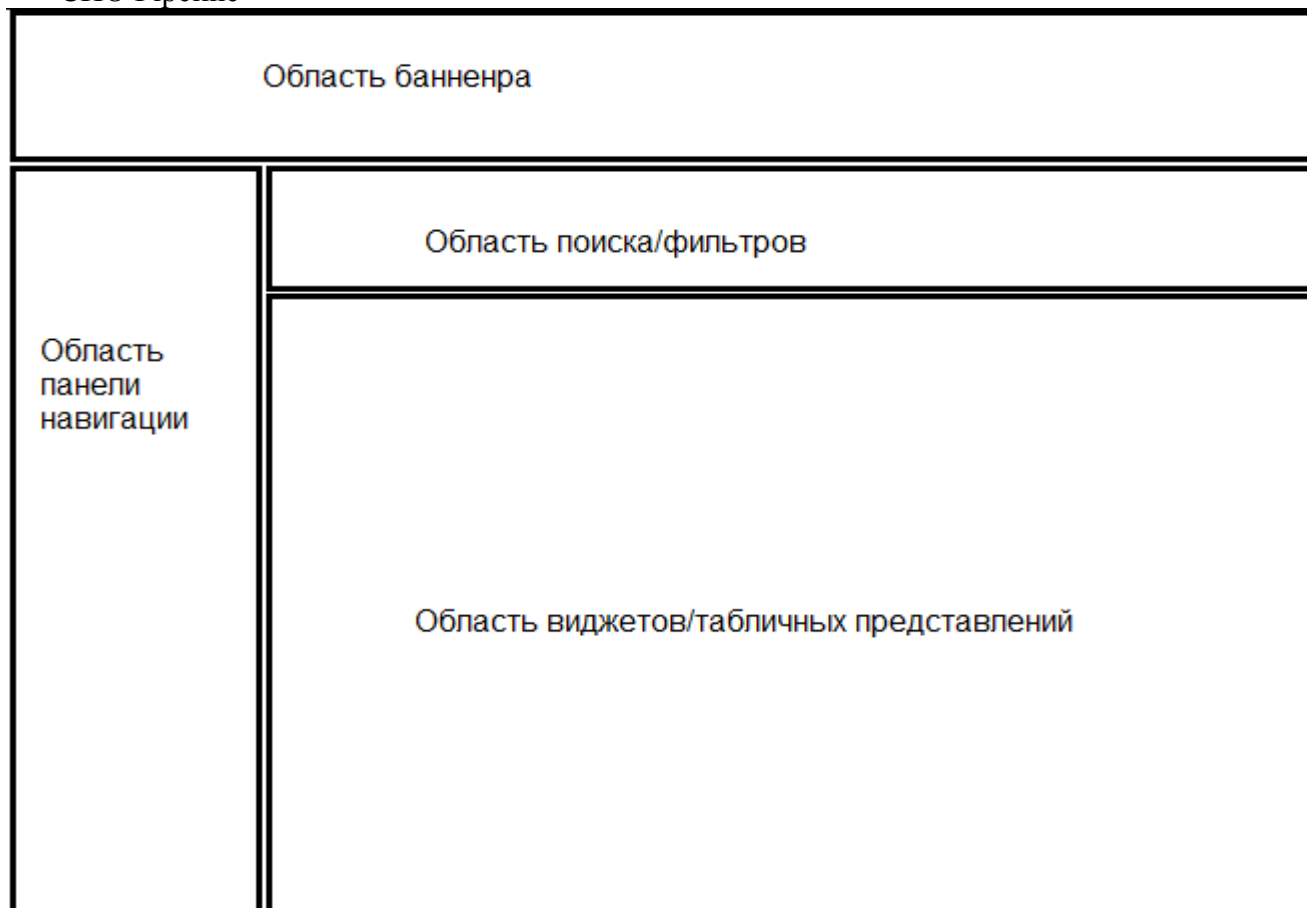 Область банненра
Область поиска/фильтров
Область
панели
навигации
Область виджетов/табличных представлений